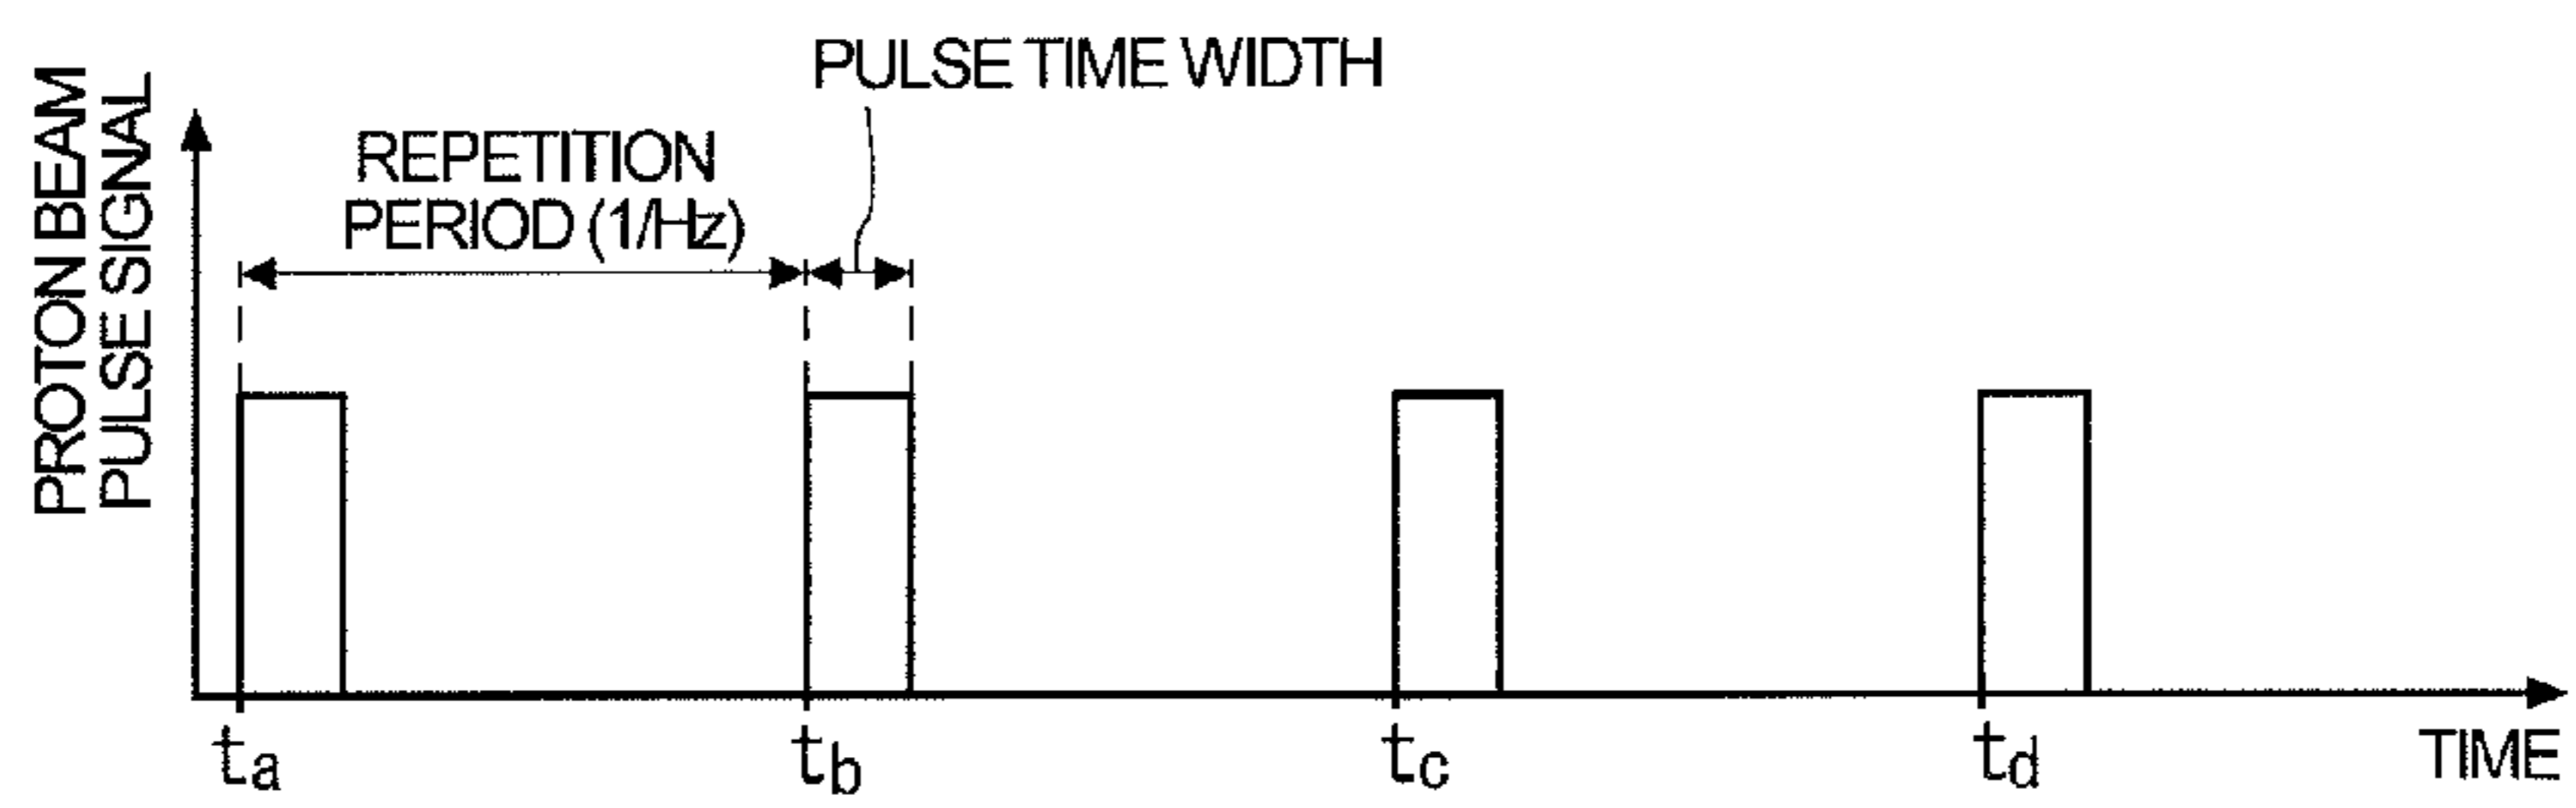 PROTON BEAM
PULSE SIGNAL
PULSE TIME WIDTH
REPETITION
PERIOD (1/Hz)
ta
tb
tc
td
TIME